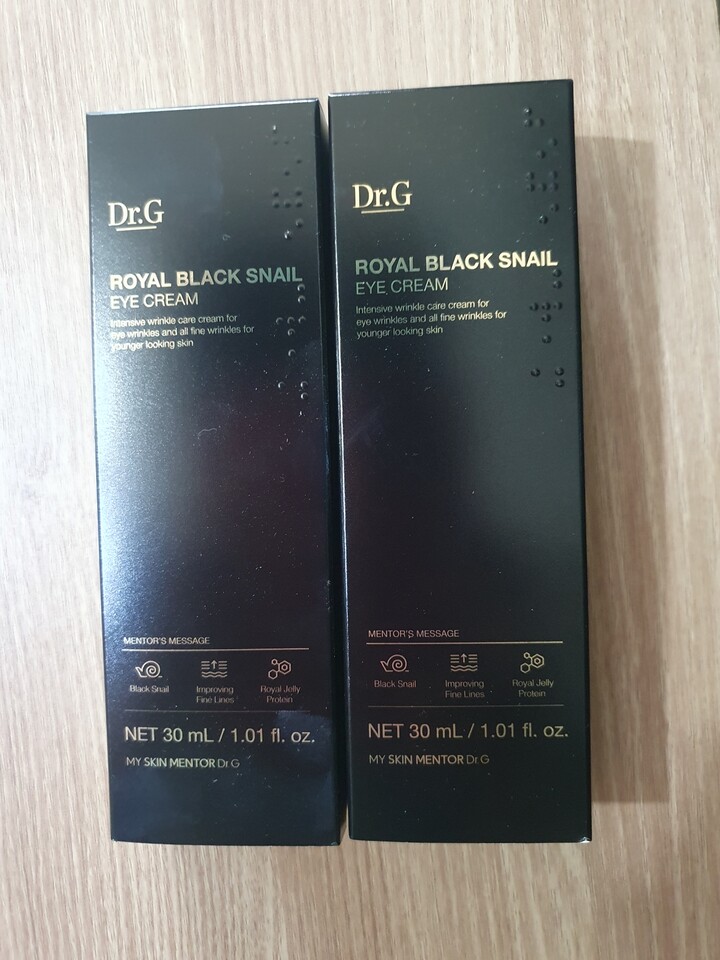 Dr.G
ROYAL BLACK SNAIL
EYE CREAM
Intensive wrinkle care cream for
eye wrinkles and all fine wrinkles for
younger looking skin
MENTOR'S MESSAGE
Black Snail
Improving
Fine Lines
Royal Jelly
Protein
NET 30 mL / 1.01 fl. oz.
MY SKIN MENTOR Dr.G
Dr.G
ROYAL BLACK SNAIL
EYE CREAM
Intensive wrinkle care cream for
eye wrinkles and all fine wrinkles for
younger looking skin
MENTOR'S MESSAGE
Black Snail
Improving
Fine Lines
Royal Jelly
Protein
NET 30 mL / 1.01 fl. oz.
MY SKIN MENTOR Dr.G